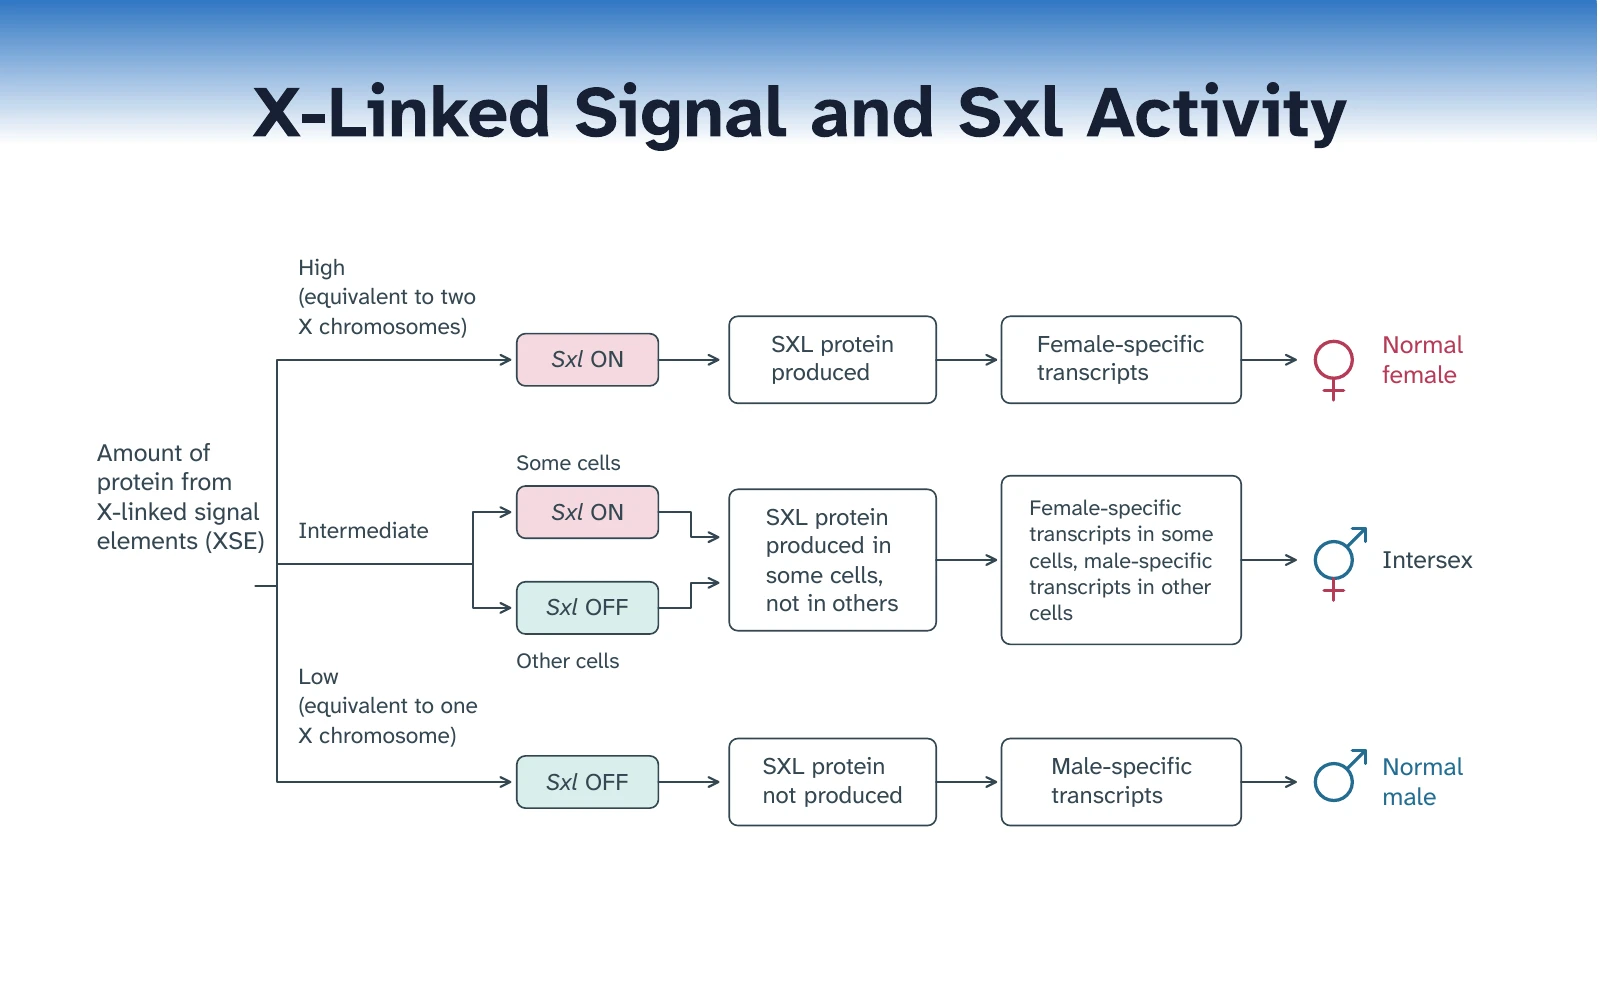 X-Linked Signal and Sxl Activity
High
(equivalent to two
X chromosomes)
Sxl ON
SXL protein
produced
Female-specific
transcripts
Normal
female
Amount of
protein from
X-linked signal
elements (XSE)
Intermediate
Some cells
Sxl ON
Sxl OFF
Other cells
SXL protein
produced in
some cells,
not in others
Female-specific
transcripts in some
cells, male-specific
transcripts in other
cells
Intersex
Low
(equivalent to one
X chromosome)
Sxl OFF
SXL protein
not produced
Male-specific
transcripts
Normal
male